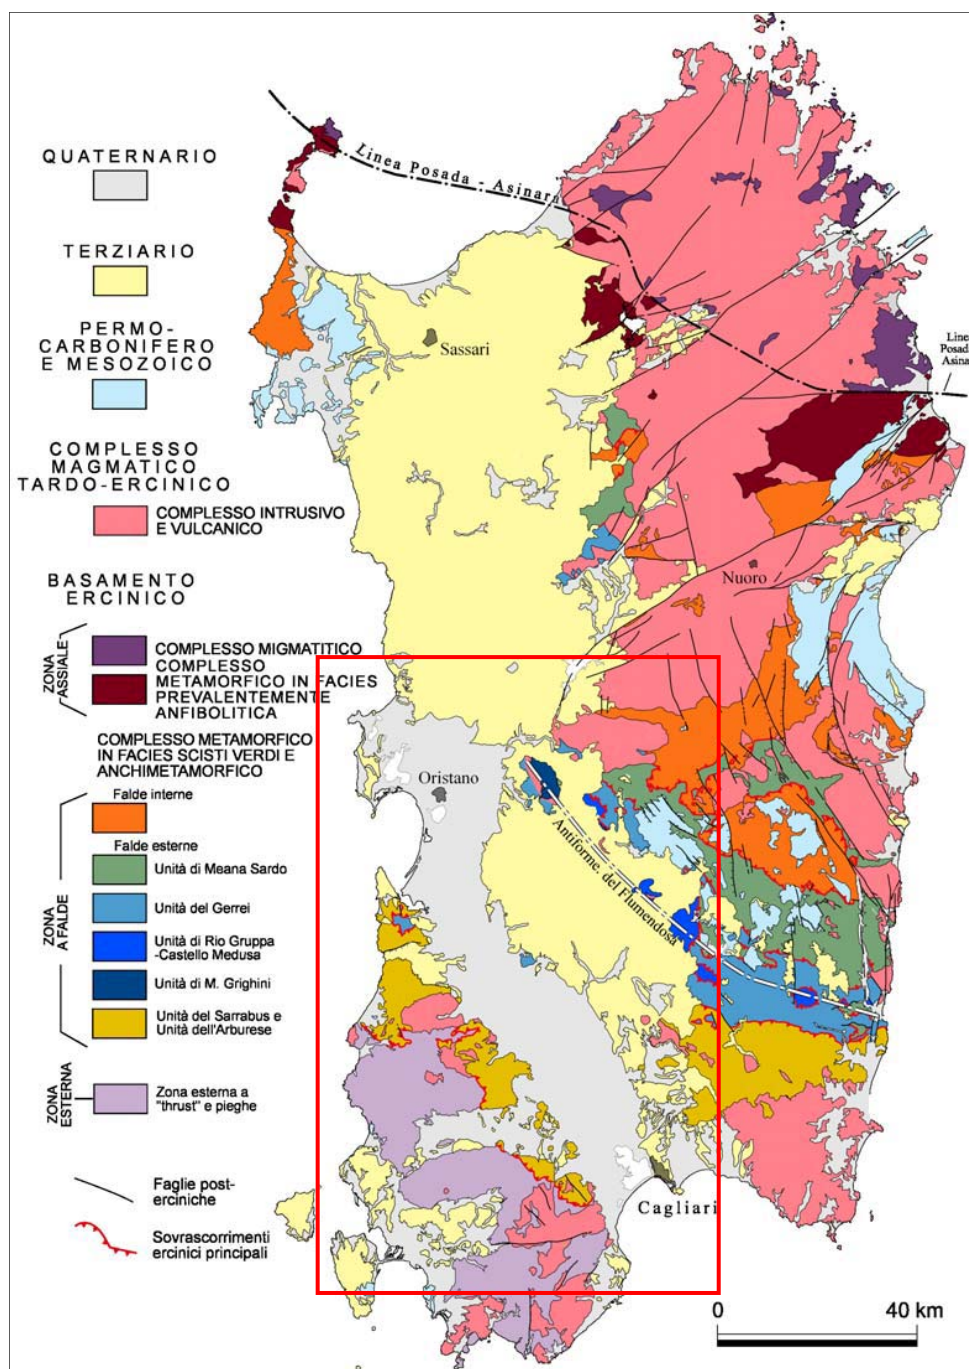 QUATERNARIO
TERZIARIO
PERMO-
CARBONIFERO
E MESOZOICO
COMPLESSO
MAGMATICO
TARDO-ERCINICO
COMPLESSO INTRUSIVO
E VULCANICO
BASAMENTO
ERCINICO
ZONA
ASSIALE
COMPLESSO MIGMATITICO
COMPLESSO
METAMORFICO IN FACIES
PREVALENTEMENTE
ANFIBOLITICA
COMPLESSO METAMORFICO
IN FACIES SCISTI VERDI E
ANCHIMETAMORFICO
ZONA
A FALDE
Falde interne
Falde esterne
Unità di Meana Sardo
Unità del Gerrei
Unità di Rio Gruppa
-Castello Medusa
Unità di M. Grighini
Unità del Sarrabus e
Unità dell'Arburese
ZONA
ESTERNA
Zona esterna a
"thrust" e pieghe
Faglie post-
erciniche
Sovrascorrimenti
ercinici principali
Linea Posada - Asinara
Sassari
Linea
Posada
Asinar
Nuoro
Oristano
Antiforme. del Flumendosa
Cagliari
0 40 km